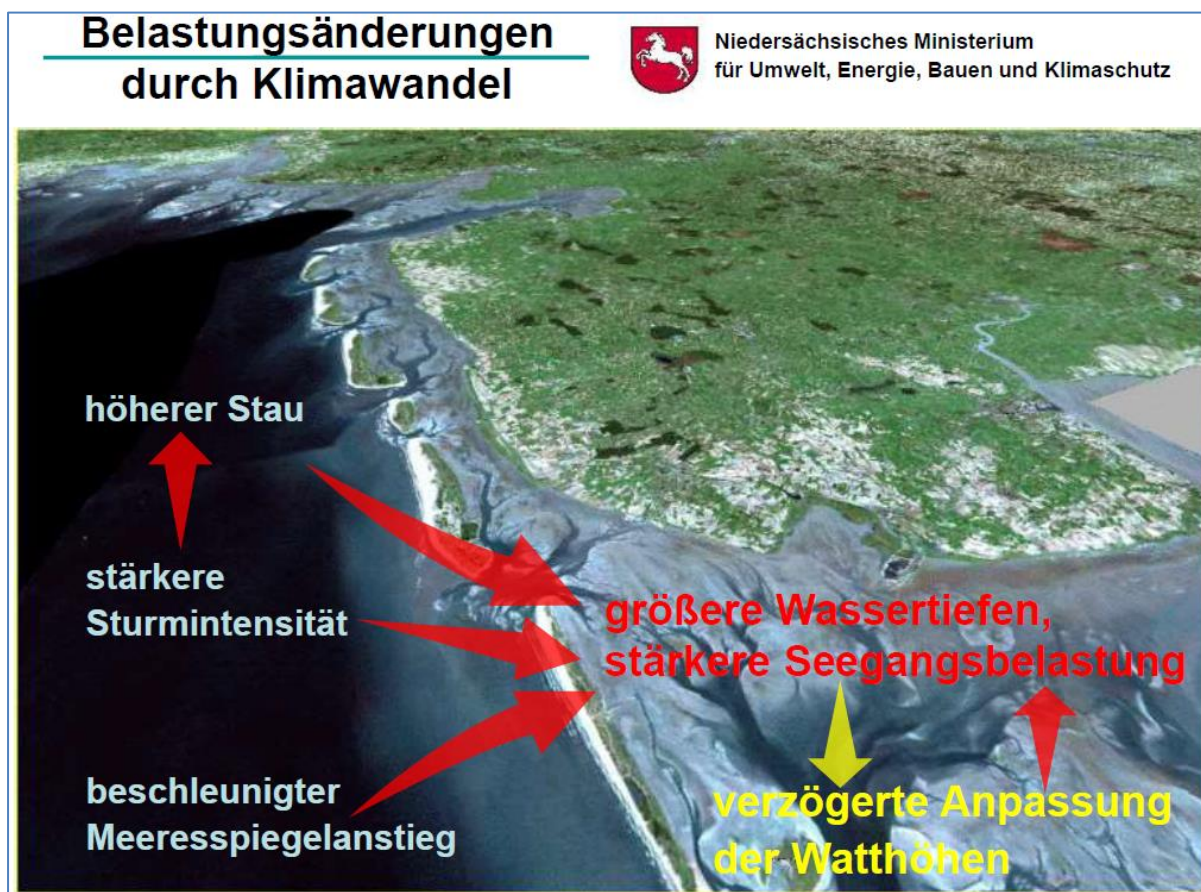 Belastungsänderungen
durch Klimawandel
Niedersächsisches Ministerium
für Umwelt, Energie, Bauen und Klimaschutz
höherer Stau
stärkere
Sturmintensität
größere Wassertiefen,
stärkere Seegangsbelastung
beschleunigter
Meeresspiegelanstieg
verzögerte Anpassung
der Watthöhen